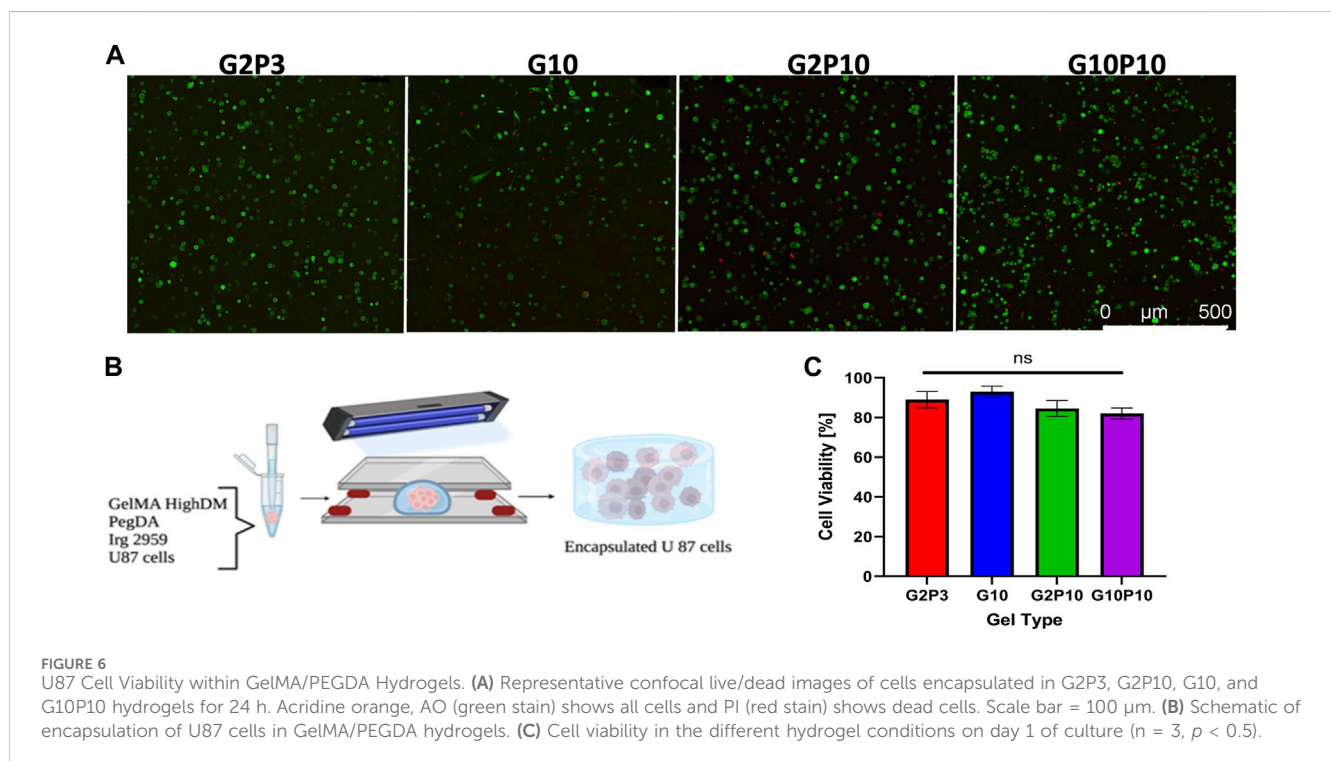 A
G2P3 G10 G2P10 G10P10
0 µm 500
B
GelMA HighDM
PegDA
Irg 2959
U87 cells
Encapsulated U 87 cells
C
ns
Cell Viability [%]
100
80
60
40
20
0
G2P3 G10 G2P10 G10P10
Gel Type
FIGURE 6
U87 Cell Viability within GelMA/PEGDA Hydrogels. (A) Representative confocal live/dead images of cells encapsulated in G2P3, G2P10, G10, and
G10P10 hydrogels for 24 h. Acridine orange, AO (green stain) shows all cells and PI (red stain) shows dead cells. Scale bar = 100 µm. (B) Schematic of
encapsulation of U87 cells in GelMA/PEGDA hydrogels. (C) Cell viability in the different hydrogel conditions on day 1 of culture (n = 3, p < 0.5).